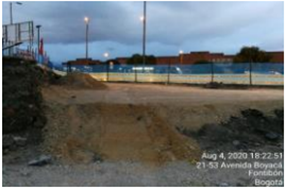 Aug 4, 2020 18:22:51
21-53 Avenida Boyacá
Fontibón
Bogotá